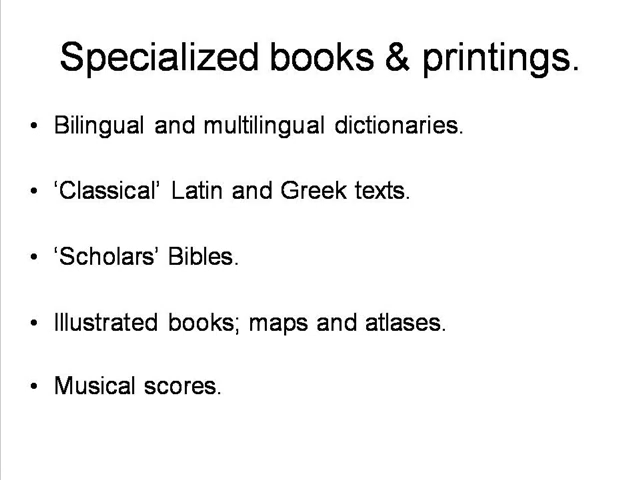 Specialized books & printings.
• Bilingual and multilingual dictionaries.
• ‘Classical’ Latin and Greek texts.
• ‘Scholars’ Bibles.
• Illustrated books; maps and atlases.
• Musical scores.